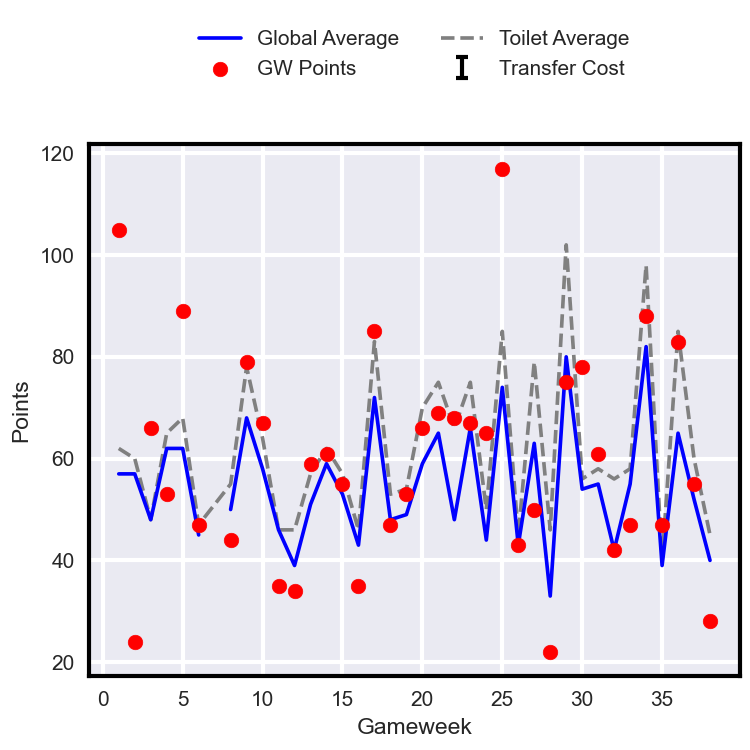 Global Average
Toilet Average
GW Points
Transfer Cost
120
100
80
60
40
20
Points
0 5 10 15 20 25 30 35
Gameweek